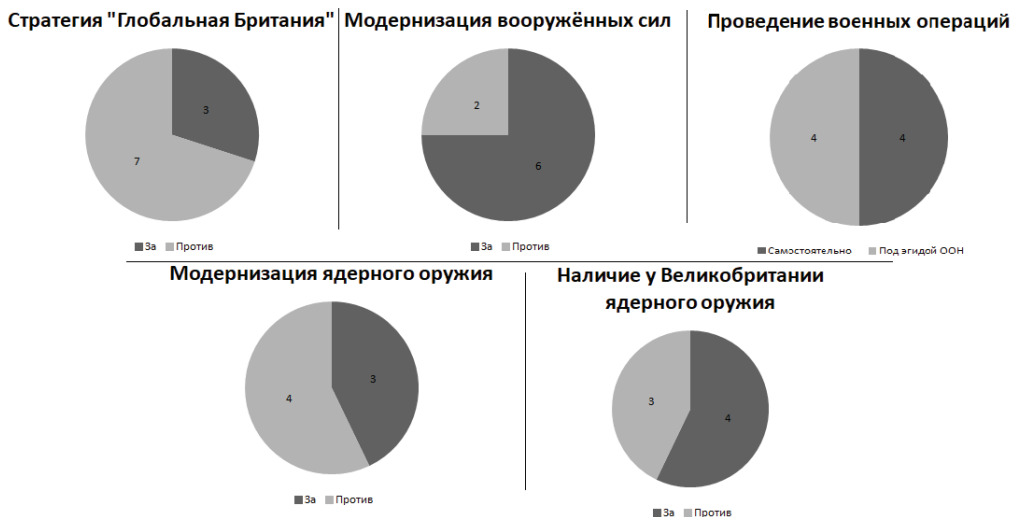 Стратегия "Глобальная Британия"
3
7
За Против
Модернизация вооружённых сил
2
6
За Против
Проведение военных операций
4
4
Самостоятельно Под эгидой ООН
Модернизация ядерного оружия
3
4
За Против
Наличие у Великобритании
ядерного оружия
3
4
За Против